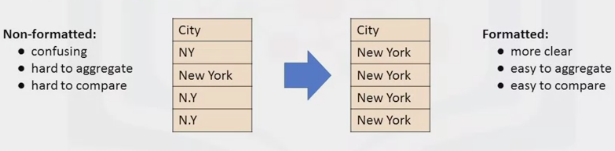 Non-formatted:
● confusing
● hard to aggregate
● hard to compare
City
NY
New York
N.Y
N.Y
City
New York
New York
New York
New York
Formatted:
● more clear
● easy to aggregate
● easy to compare